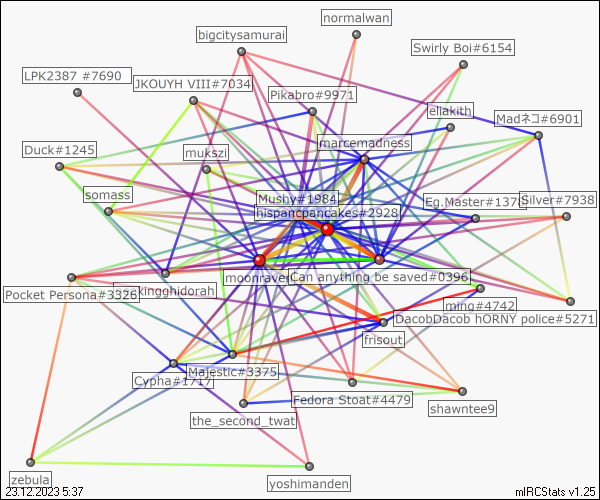 normalwan
bigcitysamurai
Swirly Boi#6154
LPK2387 #7690
JKOUYH VIII#7034
Pikabro#9971
eliakith
Madネコ#6901
marcemadness
Duck#1245
mukszi
somass
Mushy#1984
Eg.Master#1378
Silver#7938
hispancpancakes#2928
moonraven
Can anything be saved#0396
kingghidorah
Pocket Persona#3326
ming#4742
DacobDacob hORNY police#5271
frisout
Majestic#3375
Cypha#1717
Fedora Stoat#4479
shawntee9
the_second_twat
zebula
yoshimanden
23.12.2023 5:37
mIRCStats v1.25